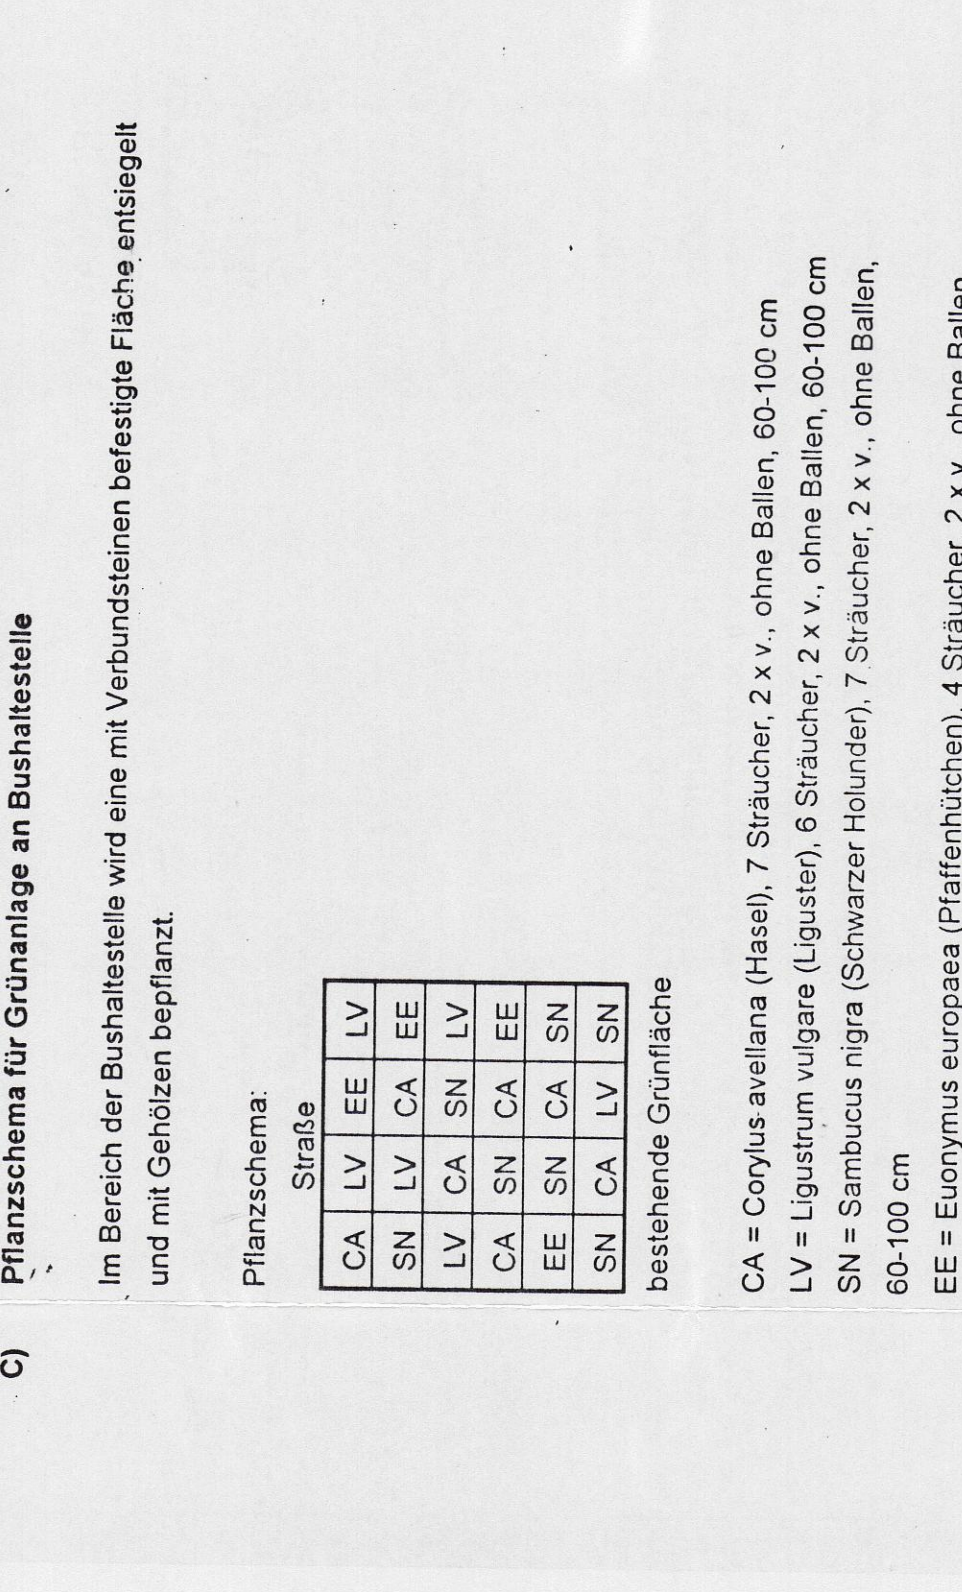 C) Pflanzschema für Grünanlage an Bushaltestelle
Im Bereich der Bushaltestelle wird eine mit Verbundsteinen befestigte Fläche entsiegelt
und mit Gehölzen bepflanzt.
Pflanzschema:
Straße
CA LV EE LV
SN LV CA EE
LV CA SN LV
CA SN CA EE
EE SN CA SN
SN CA LV SN
bestehende Grünfläche
CA = Corylus avellana (Hasel), 7 Sträucher, 2 x v., ohne Ballen, 60-100 cm
LV = Ligustrum vulgare (Liguster), 6 Sträucher, 2 x v., ohne Ballen, 60-100 cm
SN = Sambucus nigra (Schwarzer Holunder), 7 Sträucher, 2 x v., ohne Ballen,
60-100 cm
EE = Euonymus europaea (Pfaffenhütchen), 4 Sträucher, 2 x v., ohne Ballen